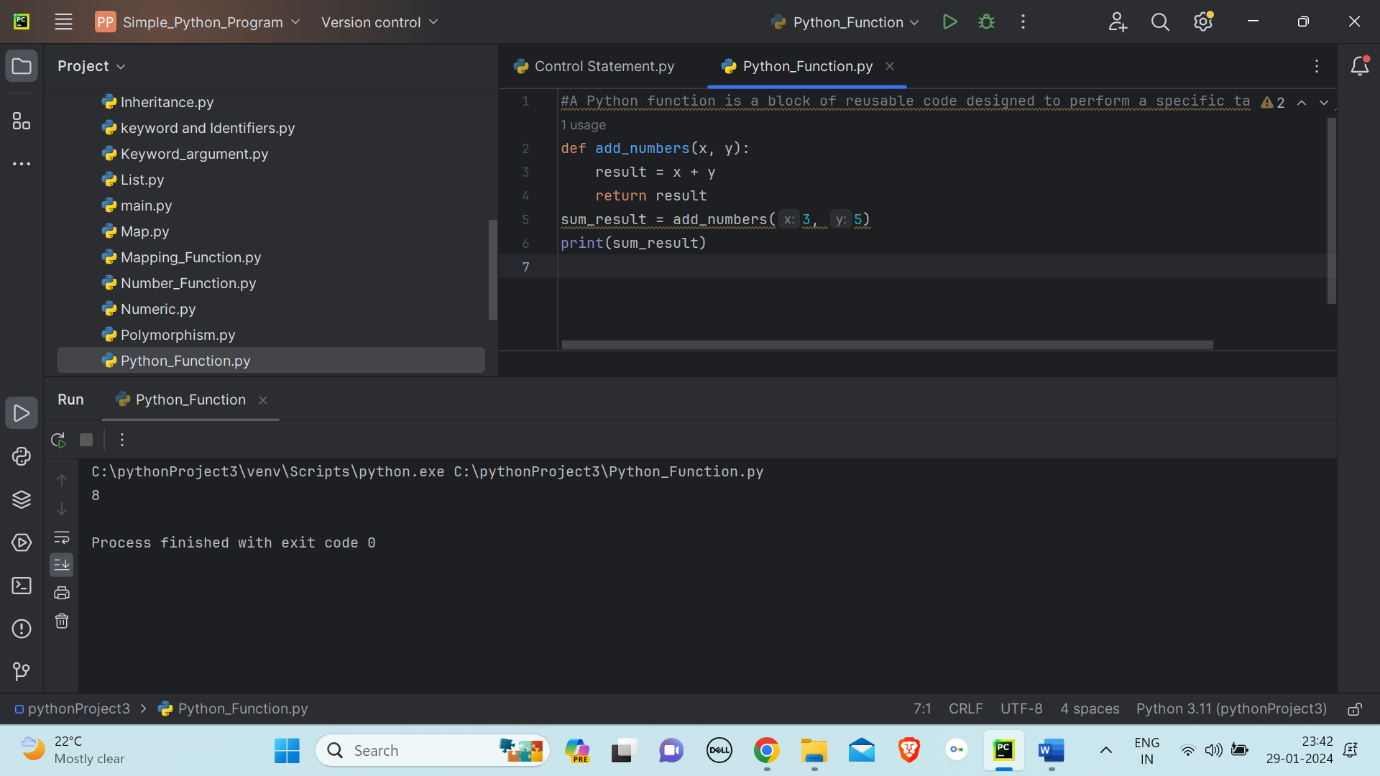 PC
PP Simple_Python_Program Version control Python_Function
Project
Control Statement.py Python_Function.py
Inheritance.py
keyword and Identifiers.py
Keyword_argument.py
List.py
main.py
Map.py
Mapping_Function.py
Number_Function.py
Numeric.py
Polymorphism.py
Python_Function.py
1 #A Python function is a block of reusable code designed to perform a specific ta 2
1 usage
2 def add_numbers(x, y):
3 result = x + y
4 return result
5 sum_result = add_numbers( x: 3, y: 5)
6 print(sum_result)
7
Run Python_Function
C:\pythonProject3\venv\Scripts\python.exe C:\pythonProject3\Python_Function.py
8
Process finished with exit code 0
pythonProject3 > Python_Function.py 7:1 CRLF UTF-8 4 spaces Python 3.11 (pythonProject3)
22°C
Mostly clear
Search
PRE
DELL
PC
W
ENG
IN
23:42
29-01-2024